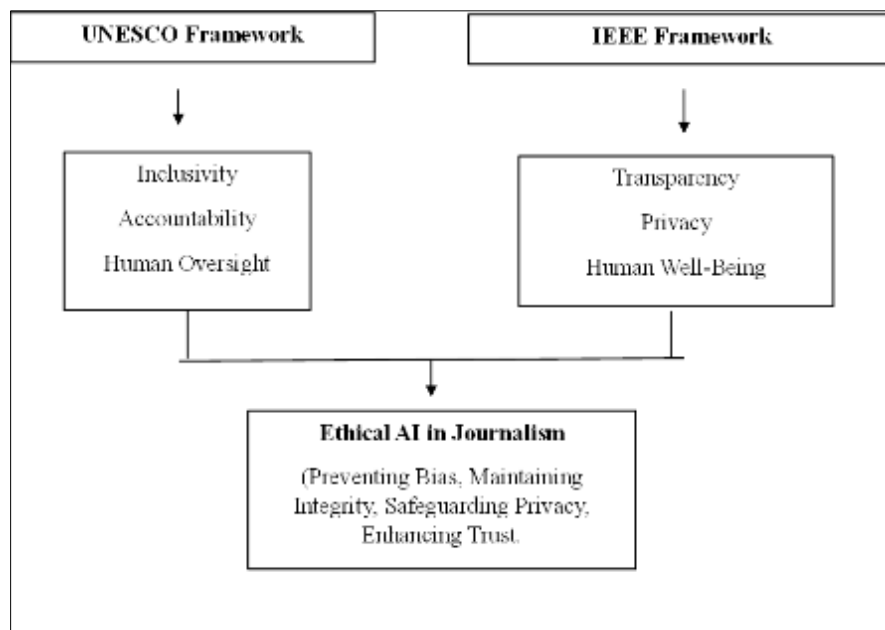 UNESCO Framework
IEEE Framework
Inclusivity
Accountability
Human Oversight
Transparency
Privacy
Human Well-Being
Ethical AI in Journalism
(Preventing Bias, Maintaining
Integrity, Safeguarding Privacy,
Enhancing Trust.